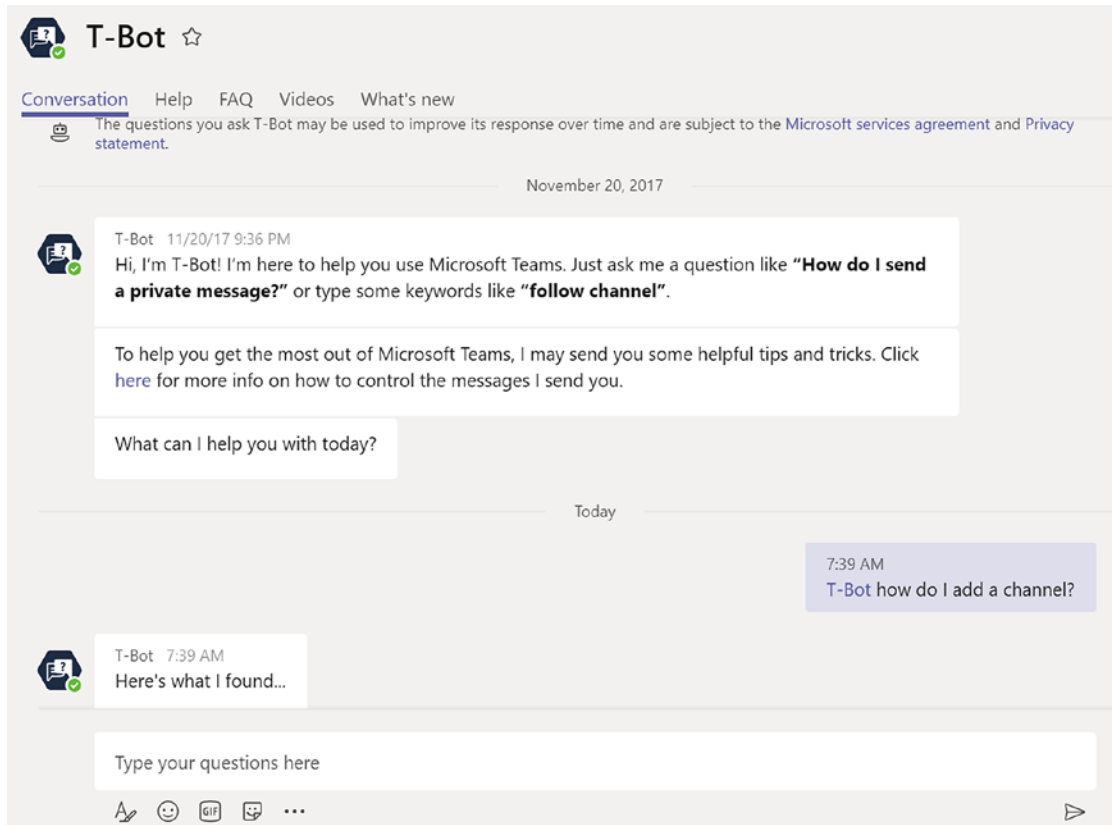 T-Bot
Conversation Help FAQ Videos What's new
The questions you ask T-Bot may be used to improve its response over time and are subject to the Microsoft services agreement and Privacy
statement.
November 20, 2017
T-Bot 11/20/17 9:36 PM
Hi, I'm T-Bot! I'm here to help you use Microsoft Teams. Just ask me a question like “How do I send
a private message?” or type some keywords like “follow channel”.
To help you get the most out of Microsoft Teams, I may send you some helpful tips and tricks. Click
here for more info on how to control the messages I send you.
What can I help you with today?
Today
7:39 AM
T-Bot how do I add a channel?
T-Bot 7:39 AM
Here's what I found...
Type your questions here
GIF